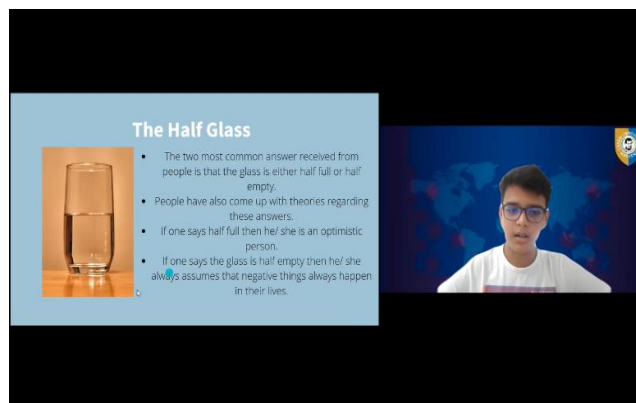 The Half Glass
The two most common answer received from
people is that the glass is either half full or half
empty.
People have also come up with theories regarding
these answers.
If one says half full then he/ she is an optimistic
person.
If one says the glass is half empty then he/ she
always assumes that negative things always happen
in their lives.